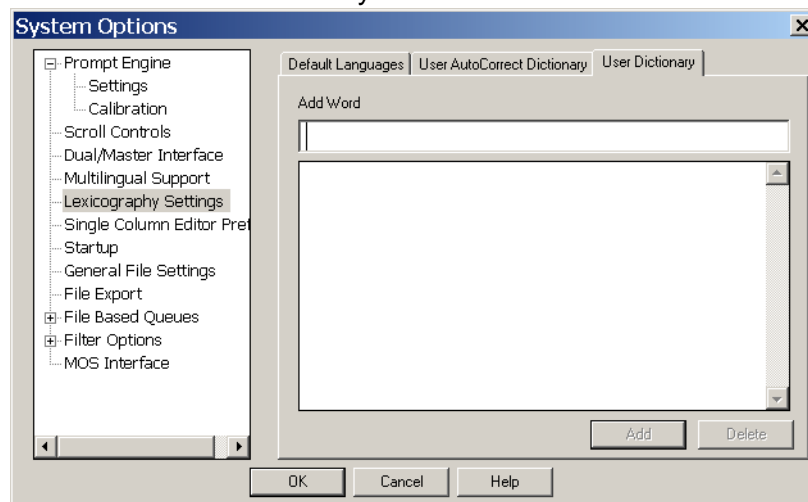 System Options
Prompt Engine
Settings
Calibration
Scroll Controls
Dual/Master Interface
Multilingual Support
Lexicography Settings
Single Column Editor Pref
Startup
General File Settings
File Export
File Based Queues
Filter Options
MOS Interface
Default Languages
User AutoCorrect Dictionary
User Dictionary
Add Word
Add
Delete
OK
Cancel
Help